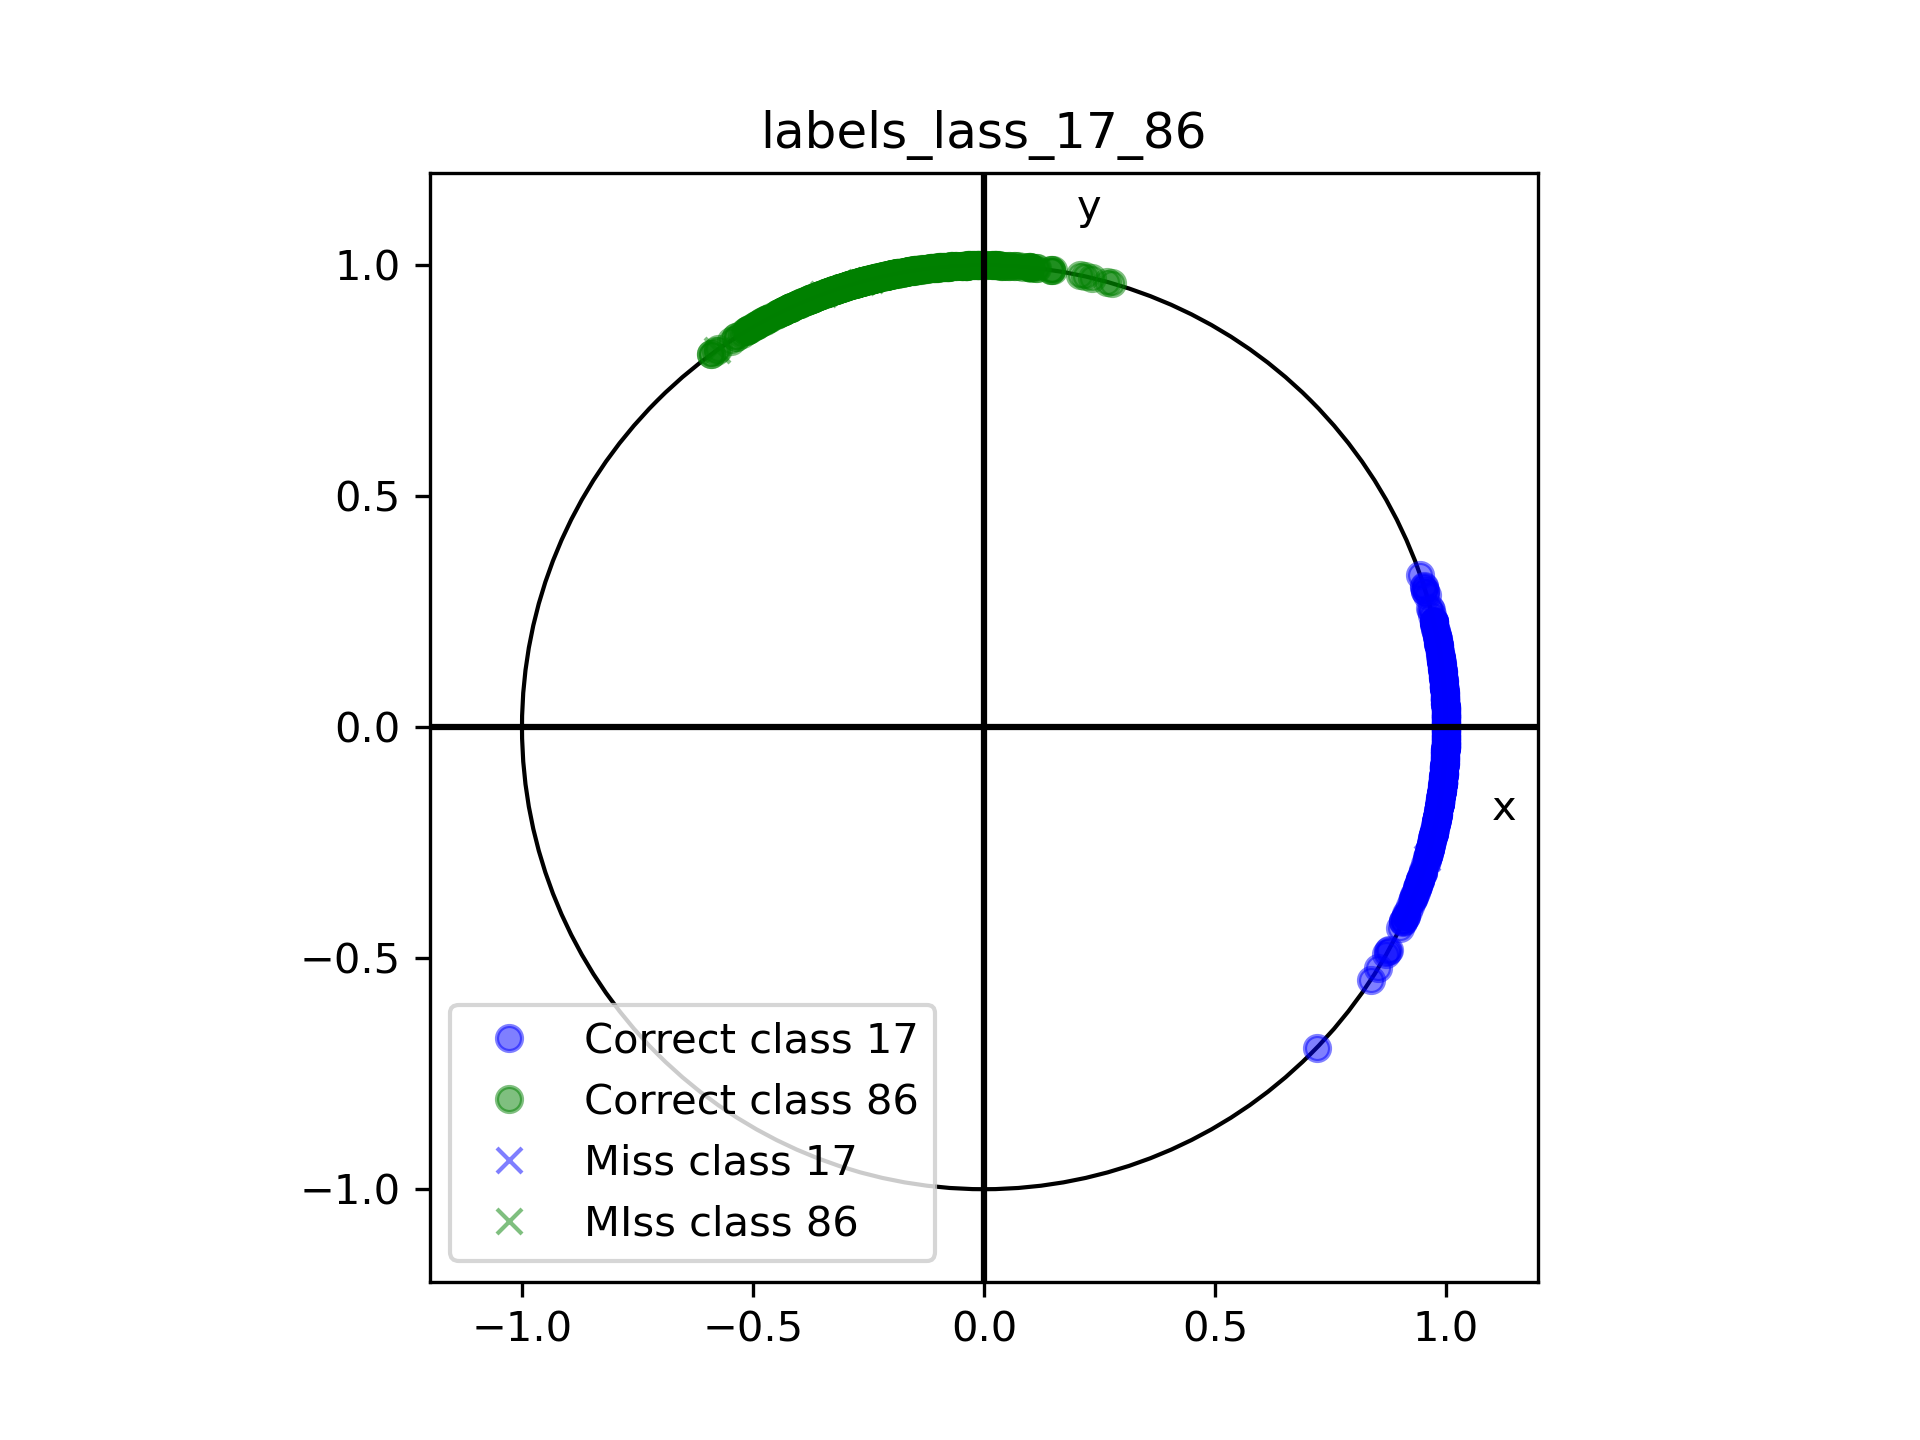 labels_lass_17_86
y
1.0
0.5
0.0
x
−0.5
−1.0
Correct class 17
Correct class 86
Miss class 17
MIss class 86
−1.0 −0.5 0.0 0.5 1.0